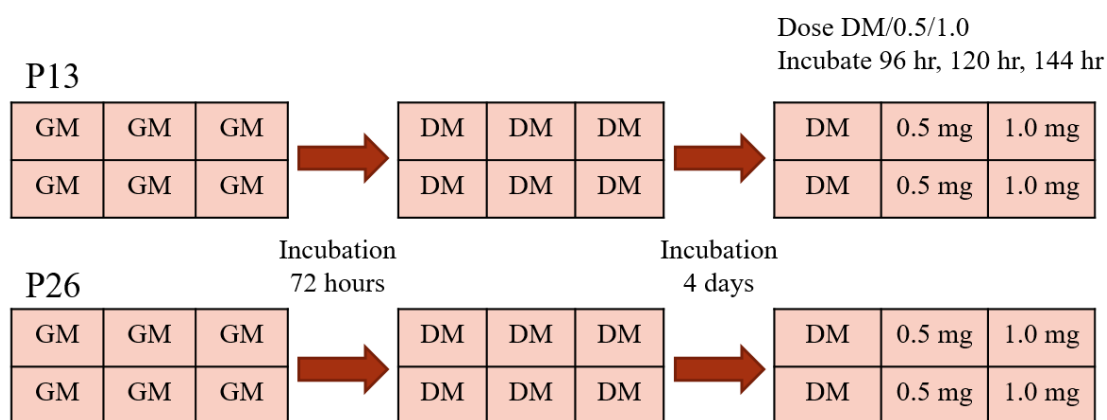 Dose DM/0.5/1.0
Incubate 96 hr, 120 hr, 144 hr
P13
GM GM GM DM DM DM DM 0.5 mg 1.0 mg
GM GM GM DM DM DM DM 0.5 mg 1.0 mg
Incubation Incubation
72 hours 4 days
P26
GM GM GM DM DM DM DM 0.5 mg 1.0 mg
GM GM GM DM DM DM DM 0.5 mg 1.0 mg